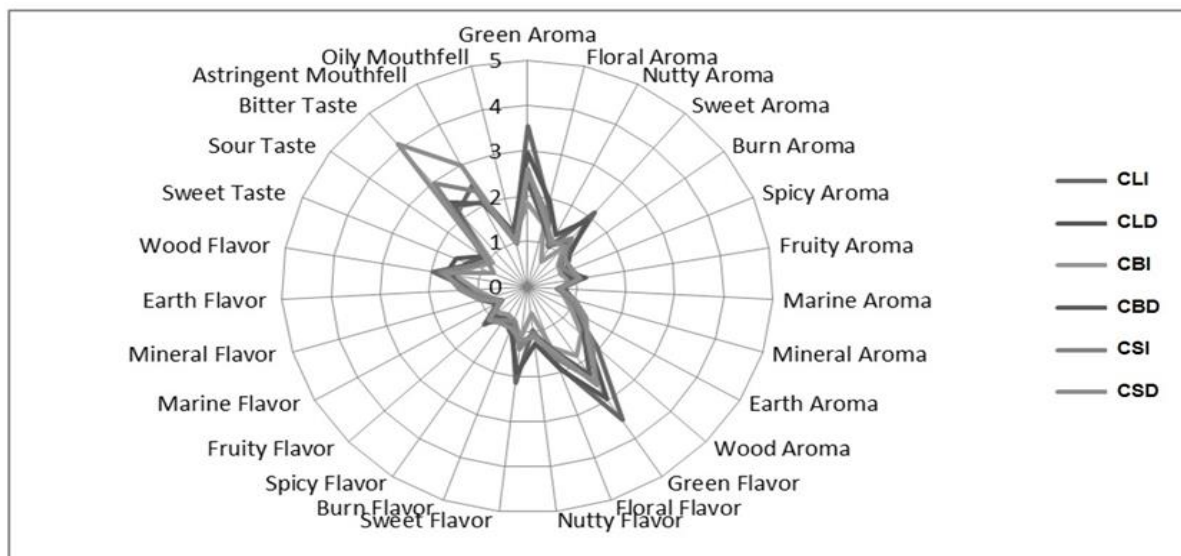 Green Aroma
Floral Aroma
Nutty Aroma
Sweet Aroma
Burn Aroma
Spicy Aroma
Fruity Aroma
Marine Aroma
Mineral Aroma
Earth Aroma
Wood Aroma
Green Flavor
Floral Flavor
Nutty Flavor
Sweet Flavor
Burn Flavor
Spicy Flavor
Fruity Flavor
Marine Flavor
Mineral Flavor
Earth Flavor
Wood Flavor
Sweet Taste
Sour Taste
Bitter Taste
Astringent Mouthfell
Oily Mouthfell
5
4
3
2
1
0
CLI
CLD
CBI
CBD
CSI
CSD